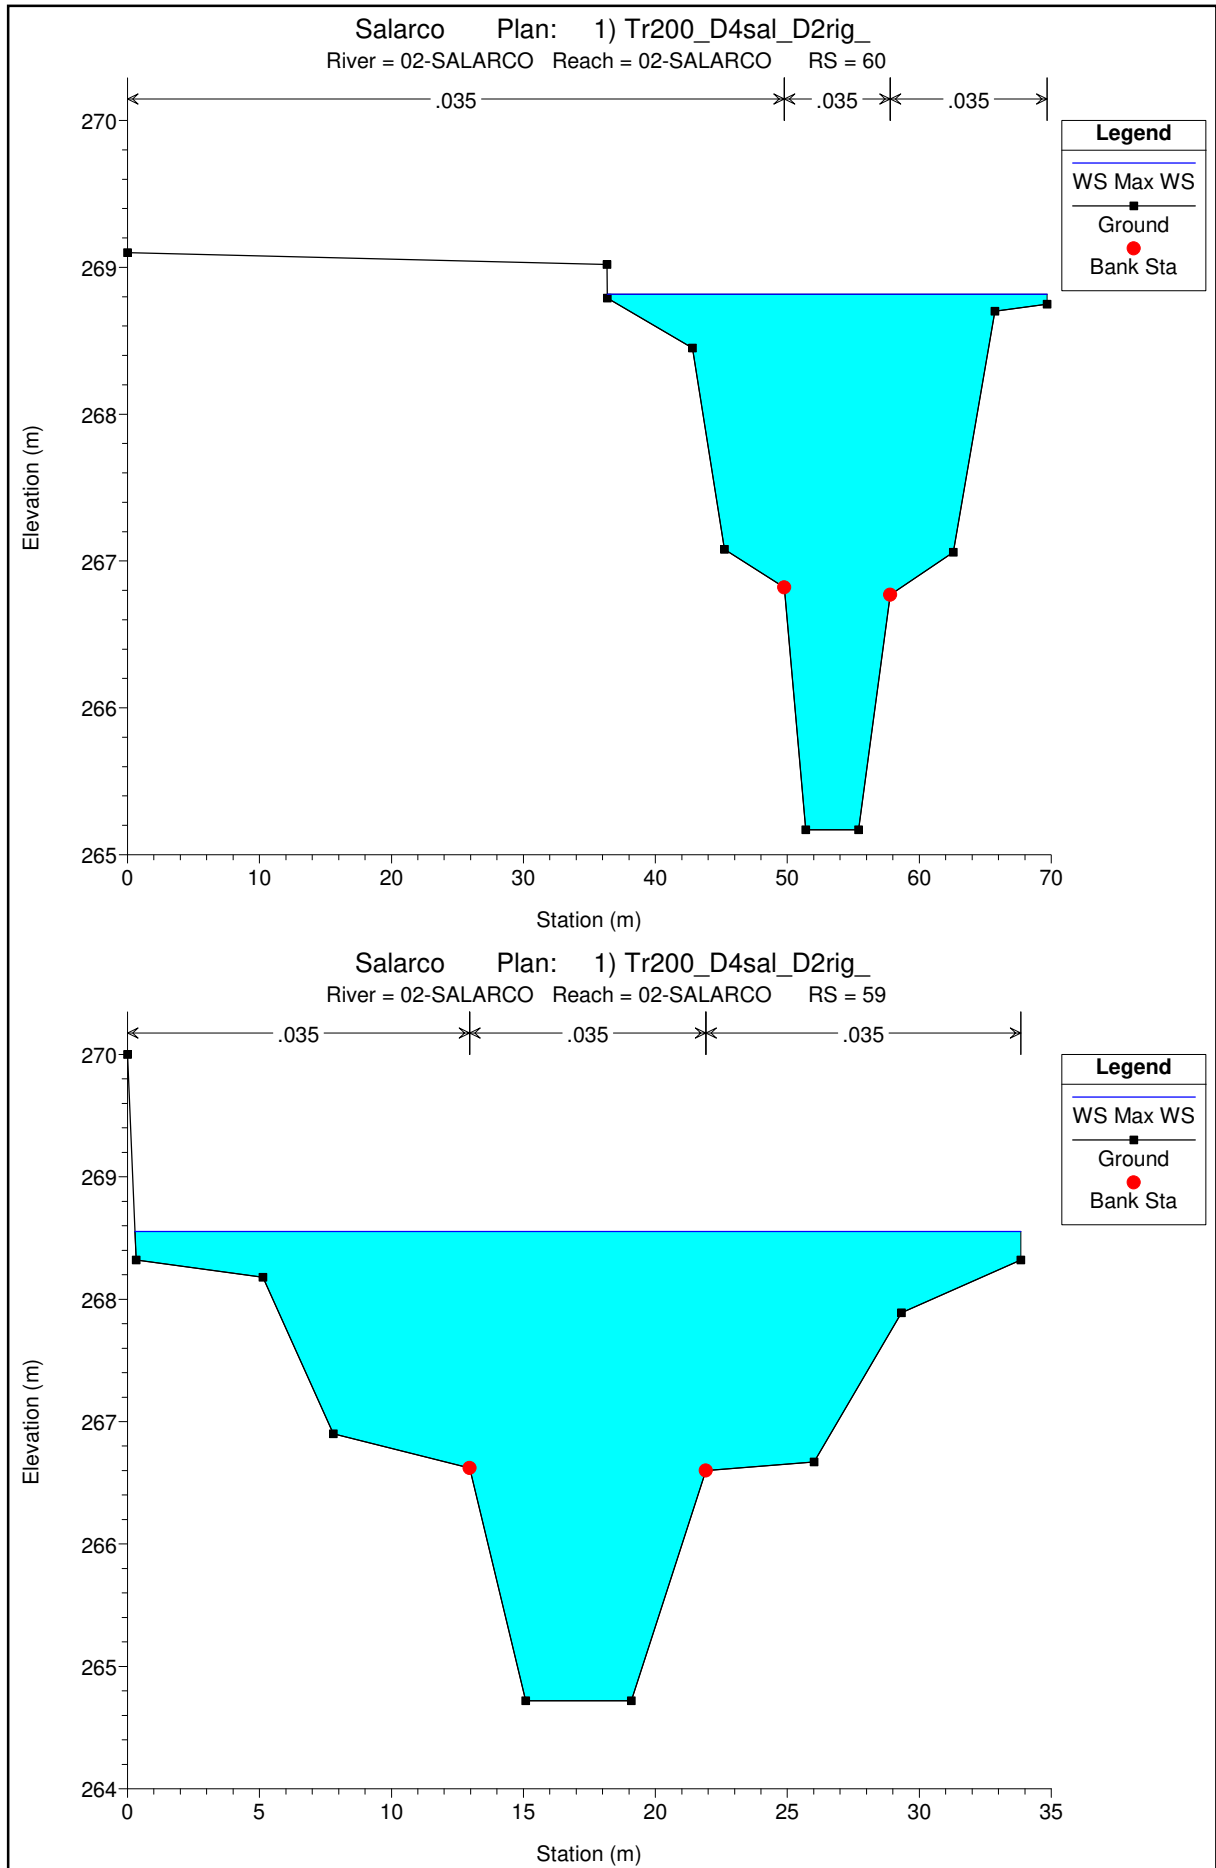 Salarco Plan: 1) Tr200_D4sal_D2rig_
River = 02-SALARCO Reach = 02-SALARCO RS = 60
.035 .035 .035
Legend
WS Max WS
Ground
Bank Sta
270
269
268
267
266
265
Elevation (m)
0 10 20 30 40 50 60 70
Station (m)
Salarco Plan: 1) Tr200_D4sal_D2rig_
River = 02-SALARCO Reach = 02-SALARCO RS = 59
.035 .035 .035
Legend
WS Max WS
Ground
Bank Sta
270
269
268
267
266
265
264
Elevation (m)
0 5 10 15 20 25 30 35
Station (m)